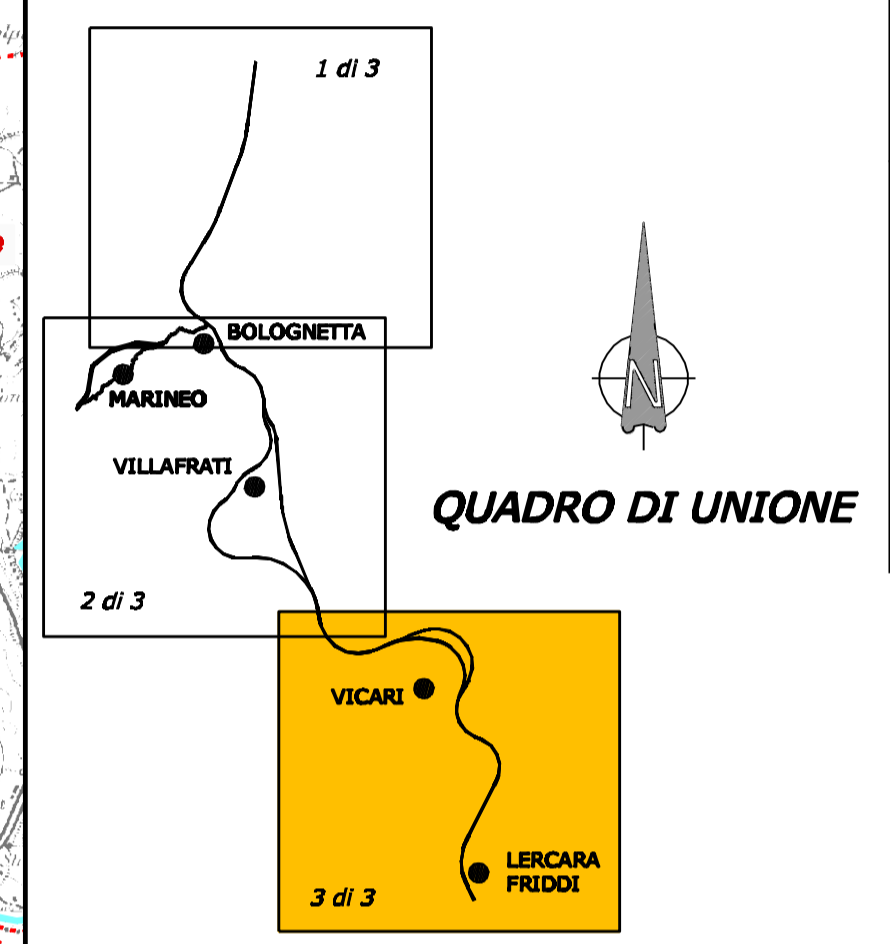 1 di 3
BOLOGNETTA
MARINEO
VILLAFRATI
N
QUADRO DI UNIONE
2 di 3
VICARI
LERCARA
FRIDDI
3 di 3